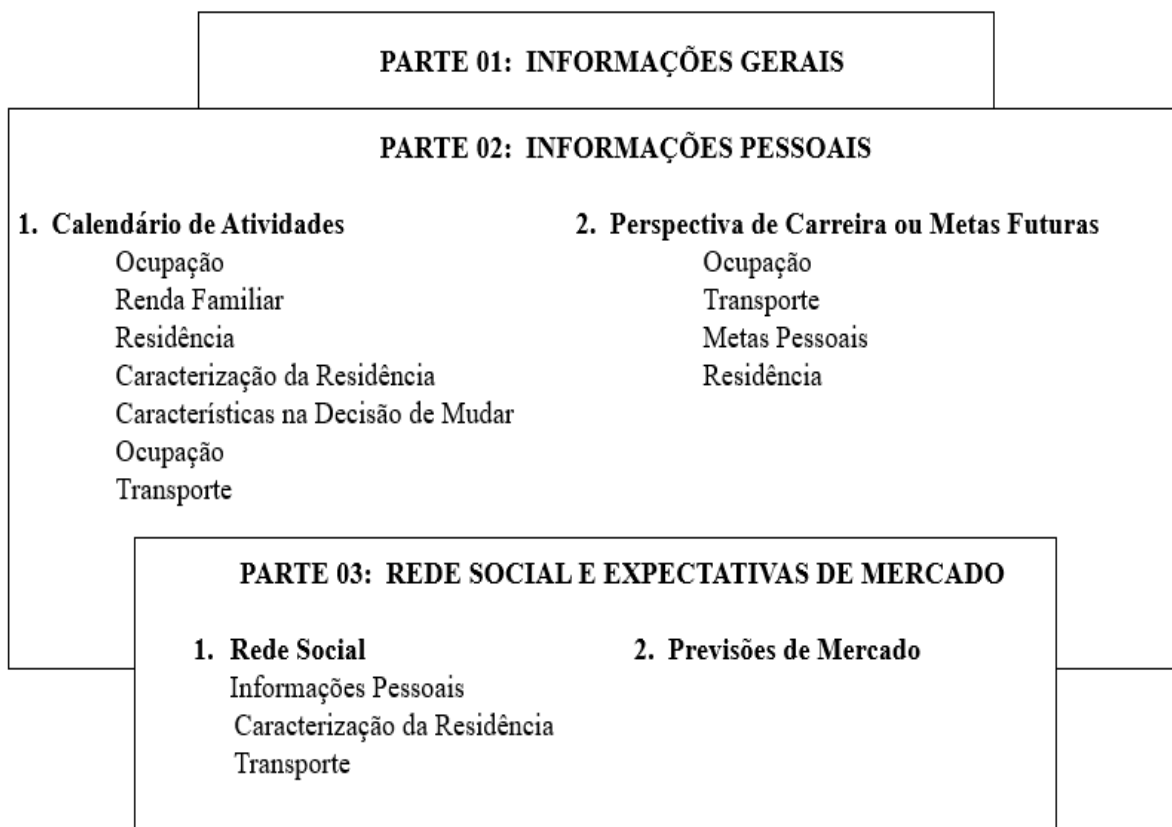 PARTE 01: INFORMAÇÕES GERAIS
PARTE 02: INFORMAÇÕES PESSOAIS
1. Calendário de Atividades
Ocupação
Renda Familiar
Residência
Caracterização da Residência
Características na Decisão de Mudar
Ocupação
Transporte
2. Perspectiva de Carreira ou Metas Futuras
Ocupação
Transporte
Metas Pessoais
Residência
PARTE 03: REDE SOCIAL E EXPECTATIVAS DE MERCADO
1. Rede Social
Informações Pessoais
Caracterização da Residência
Transporte
2. Previsões de Mercado